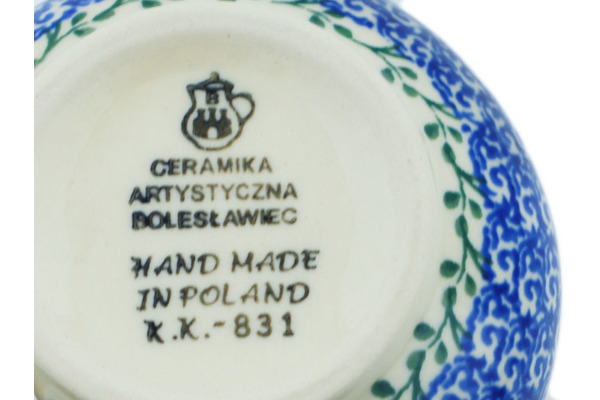 CERAMIKA
ARTYSTYCZNA
BOLESŁAWIEC
HAND MADE
IN POLAND
K.K.-831